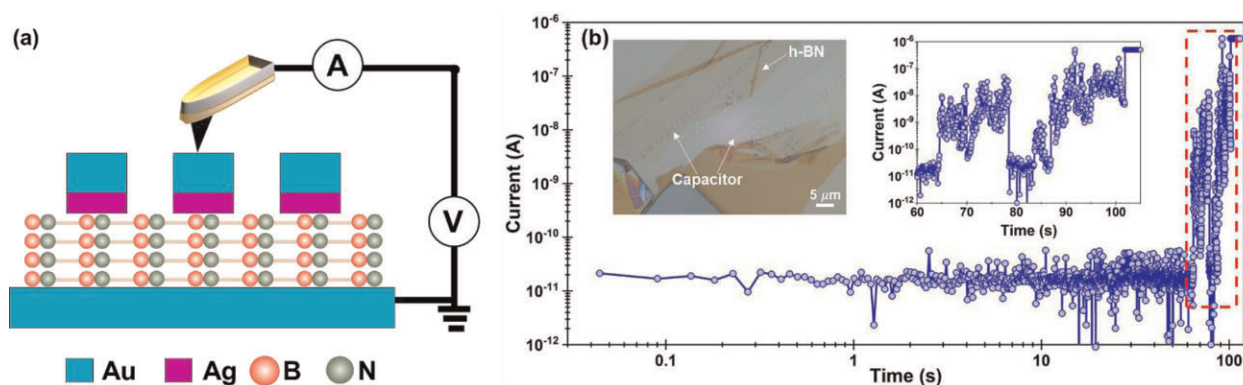 (a)
A
V
B N B N B N B N B N B N B N
B N B N B N B N B N B N B N
B N B N B N B N B N B N B N
B N B N B N B N B N B N B N
Au Ag B N
(b)
Current (A)
10⁻⁶
10⁻⁷
10⁻⁸
10⁻⁹
10⁻¹⁰
10⁻¹¹
10⁻¹²
0.1 1 10 100
Time (s)
h-BN
Capacitor
5 μm
Current (A)
10⁻⁶
10⁻⁷
10⁻⁸
10⁻⁹
10⁻¹⁰
10⁻¹¹
10⁻¹²
60 70 80 90 100
Time (s)